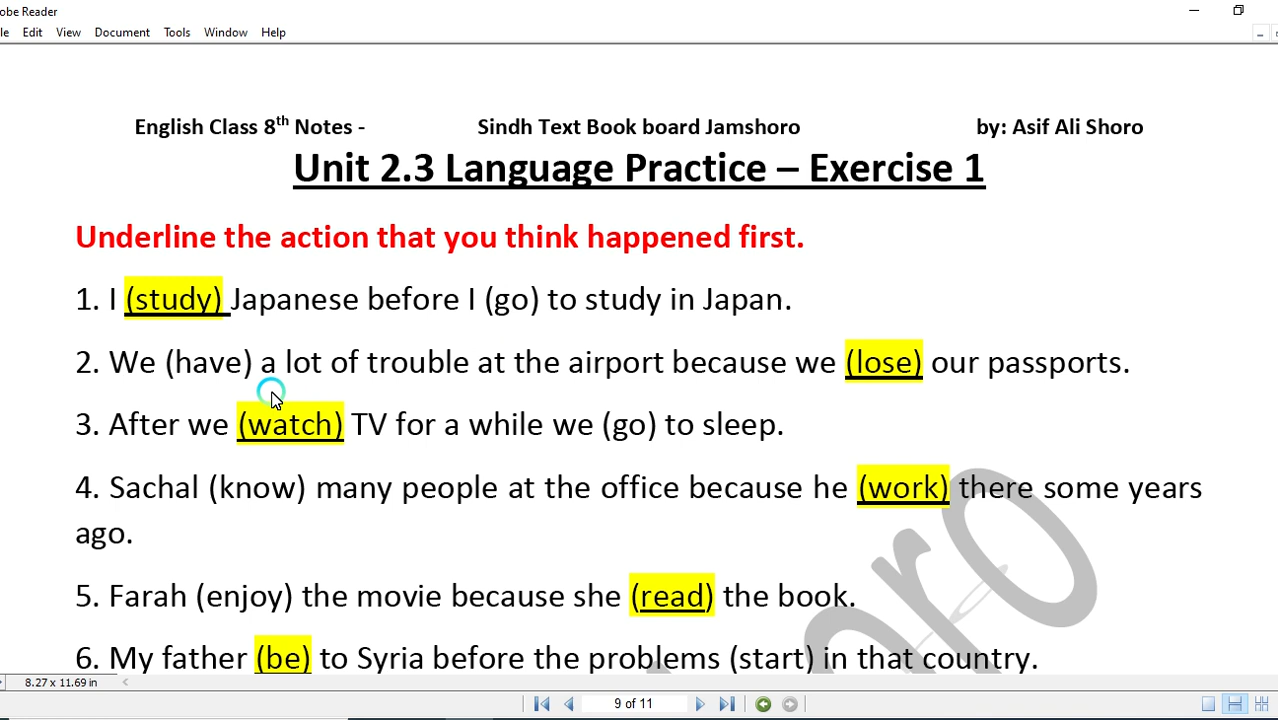 obe Reader
le Edit View Document Tools Window Help
English Class 8th Notes - Sindh Text Book board Jamshoro by: Asif Ali Shoro
Unit 2.3 Language Practice – Exercise 1
Underline the action that you think happened first.
1. I (study) Japanese before I (go) to study in Japan.
2. We (have) a lot of trouble at the airport because we (lose) our passports.
3. After we (watch) TV for a while we (go) to sleep.
4. Sachal (know) many people at the office because he (work) there some years
ago.
5. Farah (enjoy) the movie because she (read) the book.
6. My father (be) to Syria before the problems (start) in that country.
oro
8.27 x 11.69 in
9 of 11